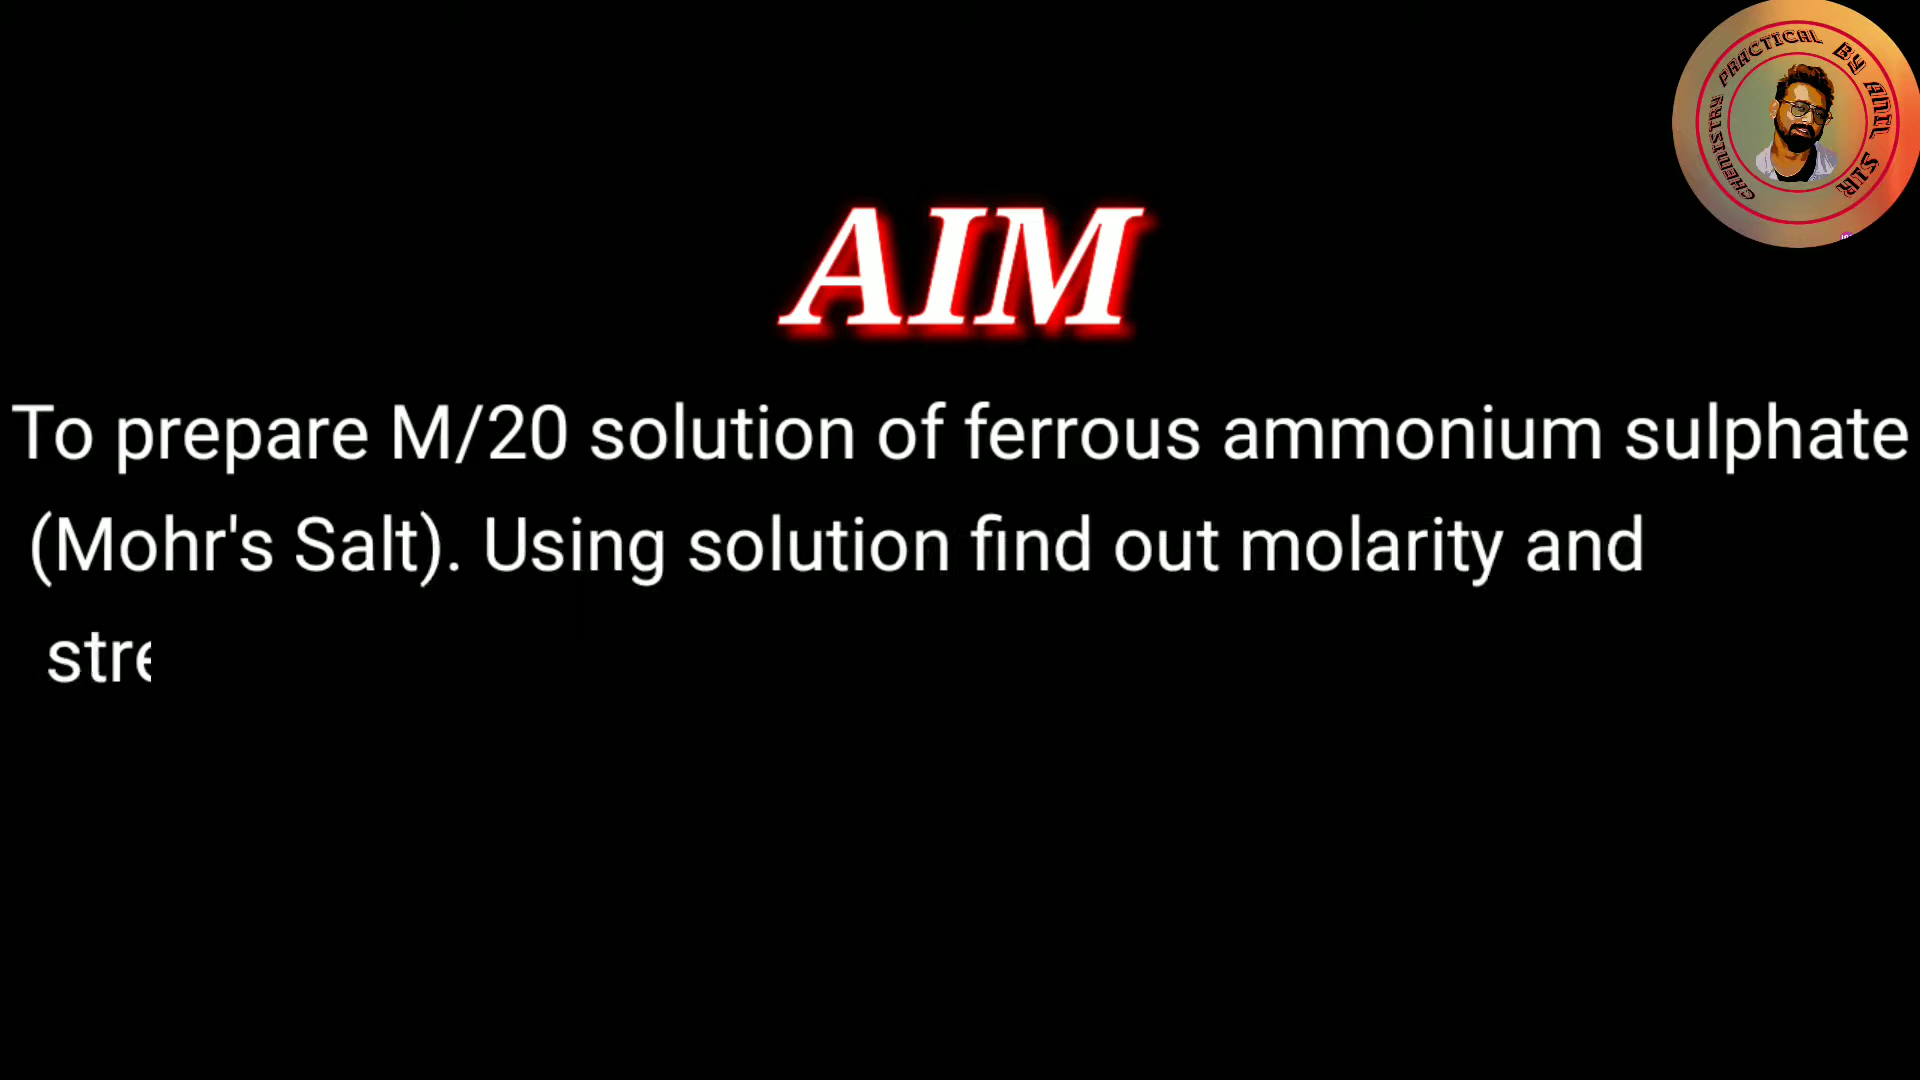 CHEMISTRY PRACTICAL BY ANIL SIR
AIM
To prepare M/20 solution of ferrous ammonium sulphate
(Mohr's Salt). Using solution find out molarity and
stre